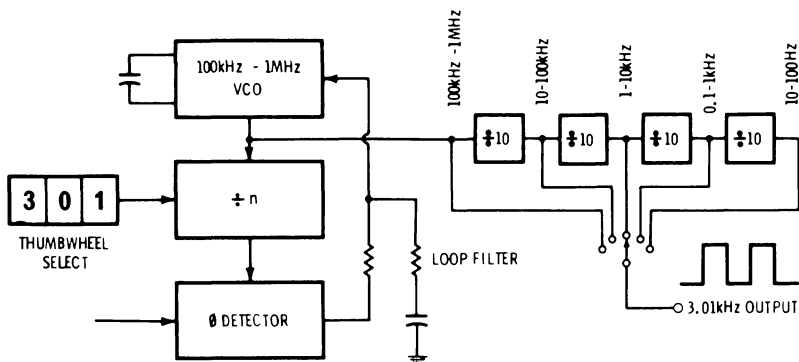 100kHz - 1MHz
VCO
÷ n
3 0 1
THUMBWHEEL
SELECT
Ø DETECTOR
LOOP FILTER
100kHz - 1MHz
10-100kHz
1-10kHz
0.1-1kHz
10-100Hz
÷10
÷10
÷10
÷10
3.01kHz OUTPUT